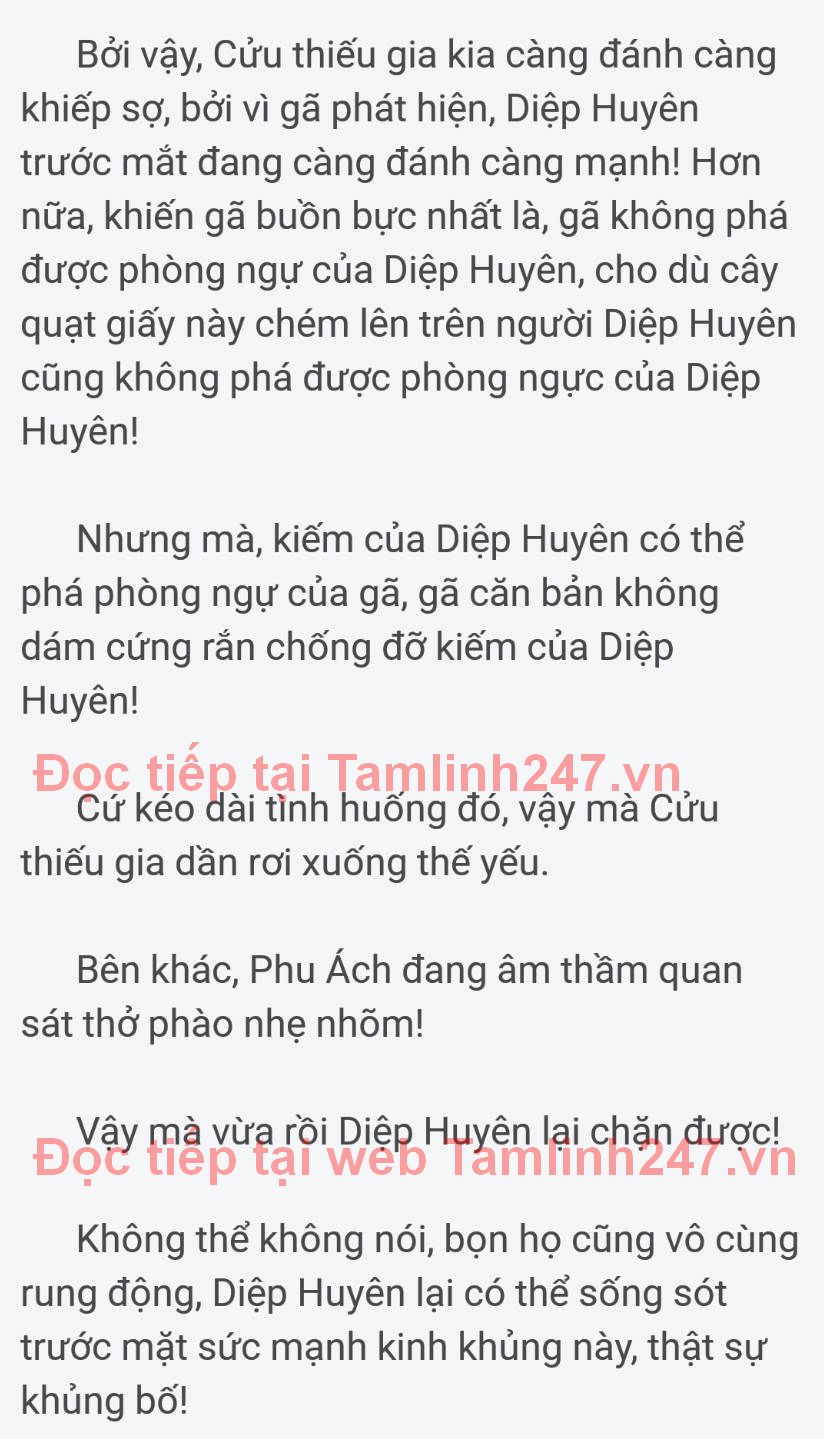 Bởi vậy, Cửu thiếu gia kia càng đánh càng
khiếp sợ, bởi vì gã phát hiện, Diệp Huyên
trước mắt đang càng đánh càng mạnh! Hơn
nữa, khiến gã buồn bực nhất là, gã không phá
được phòng ngự của Diệp Huyên, cho dù cây
quạt giấy này chém lên trên người Diệp Huyên
cũng không phá được phòng ngực của Diệp
Huyên!
Nhưng mà, kiếm của Diệp Huyên có thể
phá phòng ngự của gã, gã căn bản không
dám cứng rắn chống đỡ kiếm của Diệp
Huyên!
Đọc tiếp tại Tamlinh247.vn
Cứ kéo dài tình huống đó, vậy mà Cửu
thiếu gia dần rơi xuống thế yếu.
Bên khác, Phu Ách đang âm thầm quan
sát thở phào nhẹ nhõm!
Vậy mà vừa rồi Diệp Huyên lại chặn được!
Đọc tiếp tại web Tamlinh247.vn
Không thể không nói, bọn họ cũng vô cùng
rung động, Diệp Huyên lại có thể sống sót
trước mặt sức mạnh kinh khủng này, thật sự
khủng bố!